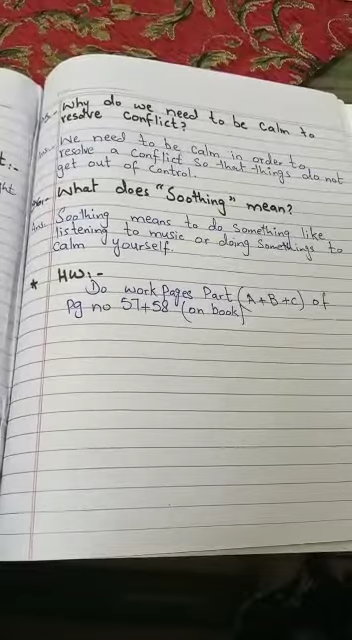 Why do we need to be calm to
resolve conflict?
We need to be calm in order to
resolve a conflict so that things do not
get out of control.
What does "Soothing" mean?
Ans. Soothing means to do something like
listening to music or doing somethings to
calm yourself.
* HW:-
Do workpages Part (A+B+C) of
Pg no 57+58 (on book)